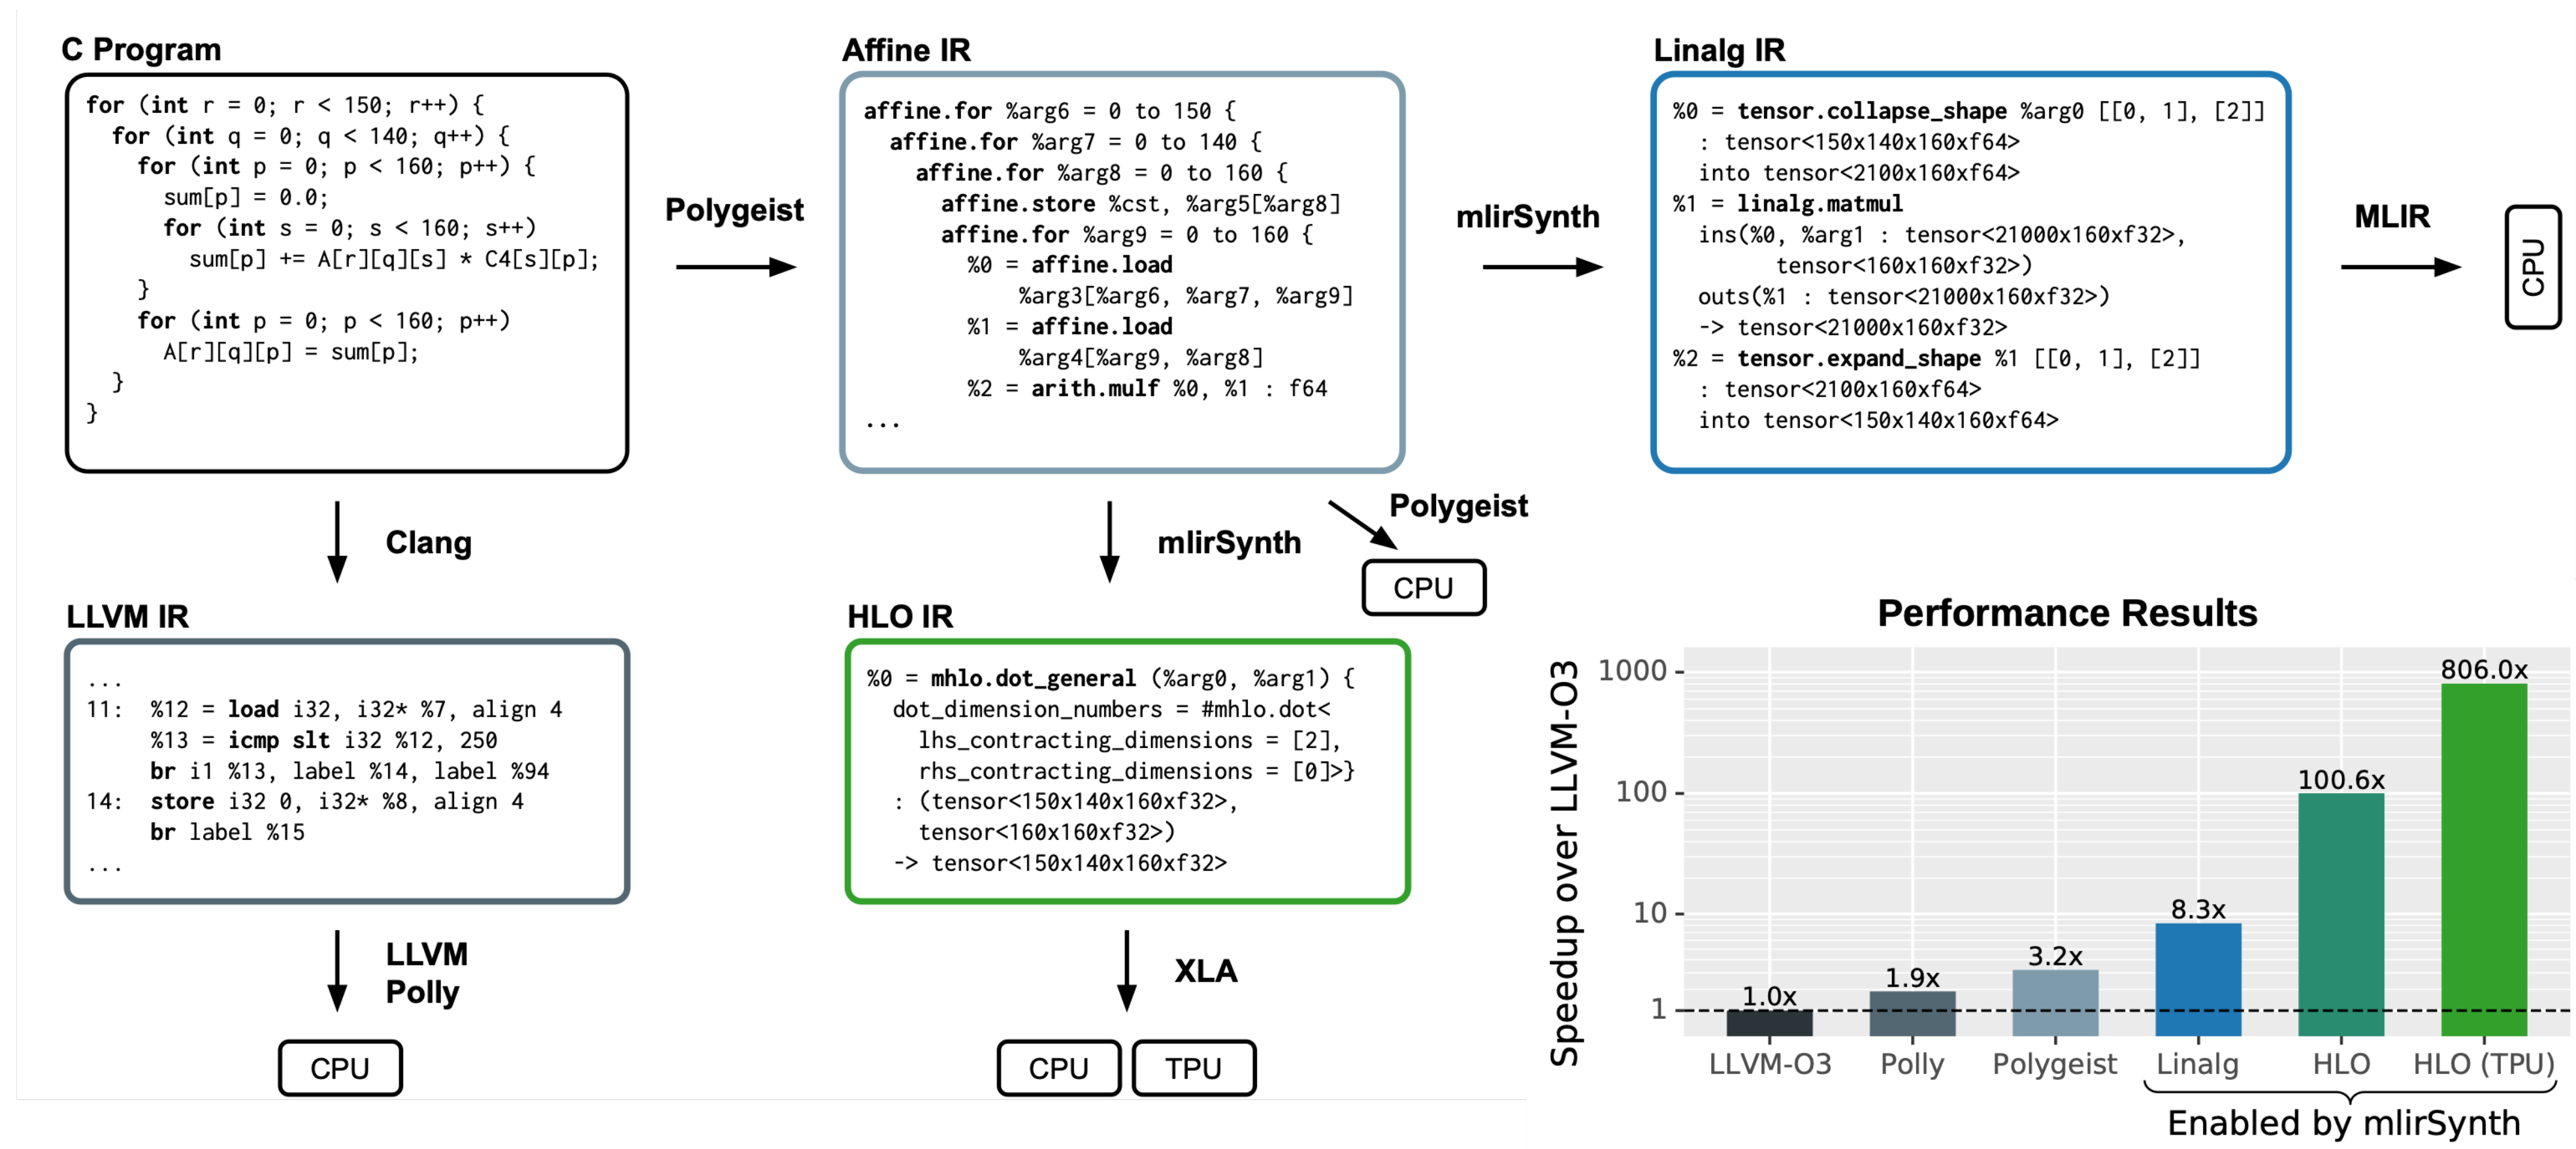 C Program
for (int r = 0; r < 150; r++) {
for (int q = 0; q < 140; q++) {
for (int p = 0; p < 160; p++) {
sum[p] = 0.0;
for (int s = 0; s < 160; s++)
sum[p] += A[r][q][s] * C4[s][p];
}
for (int p = 0; p < 160; p++)
A[r][q][p] = sum[p];
}
}
Polygeist
Affine IR
affine.for %arg6 = 0 to 150 {
affine.for %arg7 = 0 to 140 {
affine.for %arg8 = 0 to 160 {
affine.store %cst, %arg5[%arg8]
affine.for %arg9 = 0 to 160 {
%0 = affine.load
%arg3[%arg6, %arg7, %arg9]
%1 = affine.load
%arg4[%arg9, %arg8]
%2 = arith.mulf %0, %1 : f64
...
mlirSynth
Linalg IR
%0 = tensor.collapse_shape %arg0 [[0, 1], [2]]
: tensor<150x140x160xf64>
into tensor<2100x160xf64>
%1 = linalg.matmul
ins(%0, %arg1 : tensor<21000x160xf32>,
tensor<160x160xf32>)
outs(%1 : tensor<21000x160xf32>)
-> tensor<21000x160xf32>
%2 = tensor.expand_shape %1 [[0, 1], [2]]
: tensor<2100x160xf64>
into tensor<150x140x160xf64>
MLIR
CPU
Clang
mlirSynth
Polygeist
CPU
LLVM IR
...
11: %12 = load i32, i32* %7, align 4
%13 = icmp slt i32 %12, 250
br i1 %13, label %14, label %94
14: store i32 0, i32* %8, align 4
br label %15
...
LLVM
Polly
CPU
HLO IR
%0 = mhlo.dot_general (%arg0, %arg1) {
dot_dimension_numbers = #mhlo.dot<
lhs_contracting_dimensions = [2],
rhs_contracting_dimensions = [0]>}
: (tensor<150x140x160xf32>,
tensor<160x160xf32>)
-> tensor<150x140x160xf32>
XLA
CPU
TPU
Performance Results
Speedup over LLVM-O3
1000
100
10
1
1.0x
1.9x
3.2x
8.3x
100.6x
806.0x
LLVM-O3
Polly
Polygeist
Linalg
HLO
HLO (TPU)
Enabled by mlirSynth